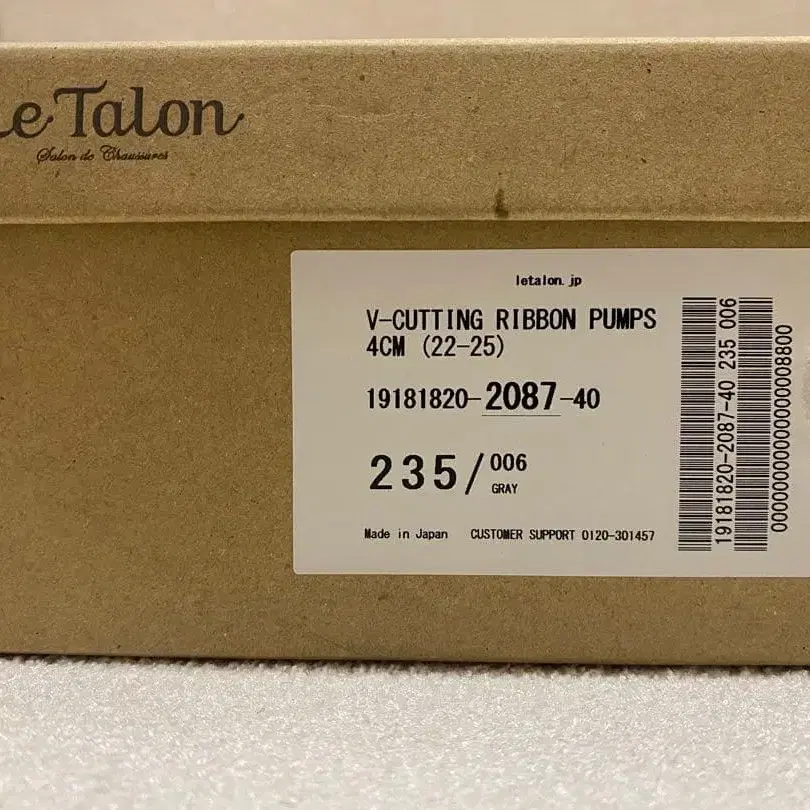 Le Talon
Salon de Chaussures
letalon.jp
V-CUTTING RIBBON PUMPS
4CM (22-25)
19181820-2087-40
235/006
GRAY
Made in Japan CUSTOMER SUPPORT 0120-301457
19181820-2087-40 235 006